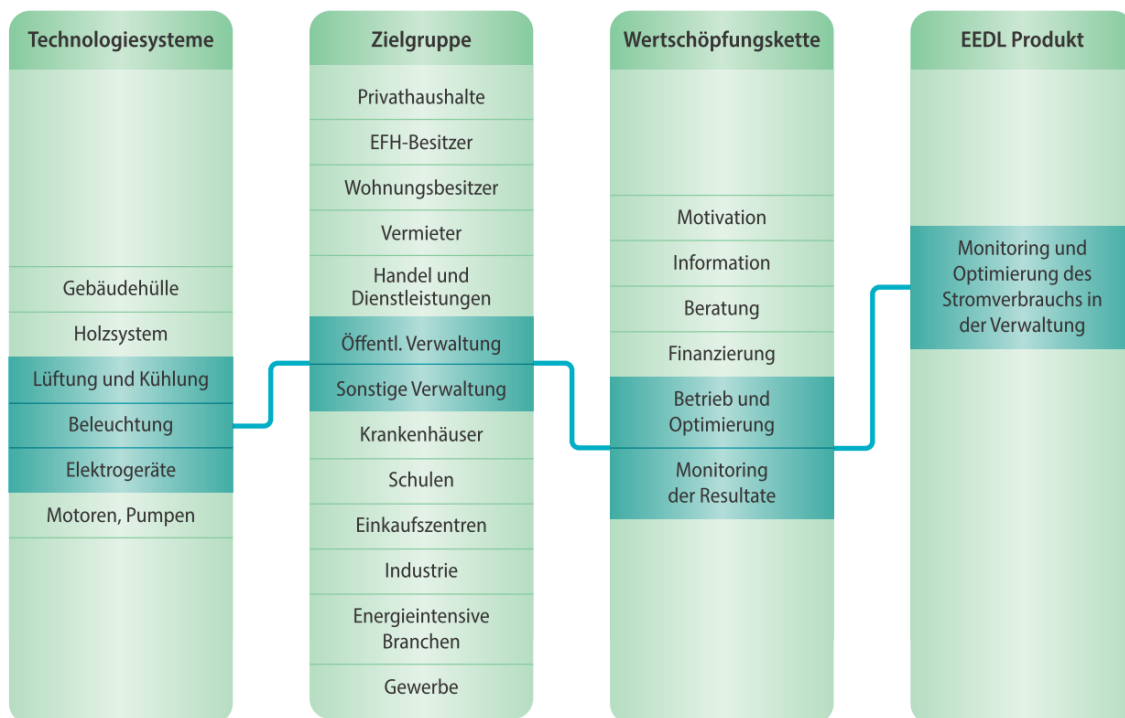 Technologiesysteme
Gebäudehülle
Holzsystem
Lüftung und Kühlung
Beleuchtung
Elektrogeräte
Motoren, Pumpen
Zielgruppe
Privathaushalte
EFH-Besitzer
Wohnungsbesitzer
Vermieter
Handel und
Dienstleistungen
Öffentl. Verwaltung
Sonstige Verwaltung
Krankenhäuser
Schulen
Einkaufszentren
Industrie
Energieintensive
Branchen
Gewerbe
Wertschöpfungskette
Motivation
Information
Beratung
Finanzierung
Betrieb und
Optimierung
Monitoring
der Resultate
EEDL Produkt
Monitoring und
Optimierung des
Stromverbrauchs in
der Verwaltung